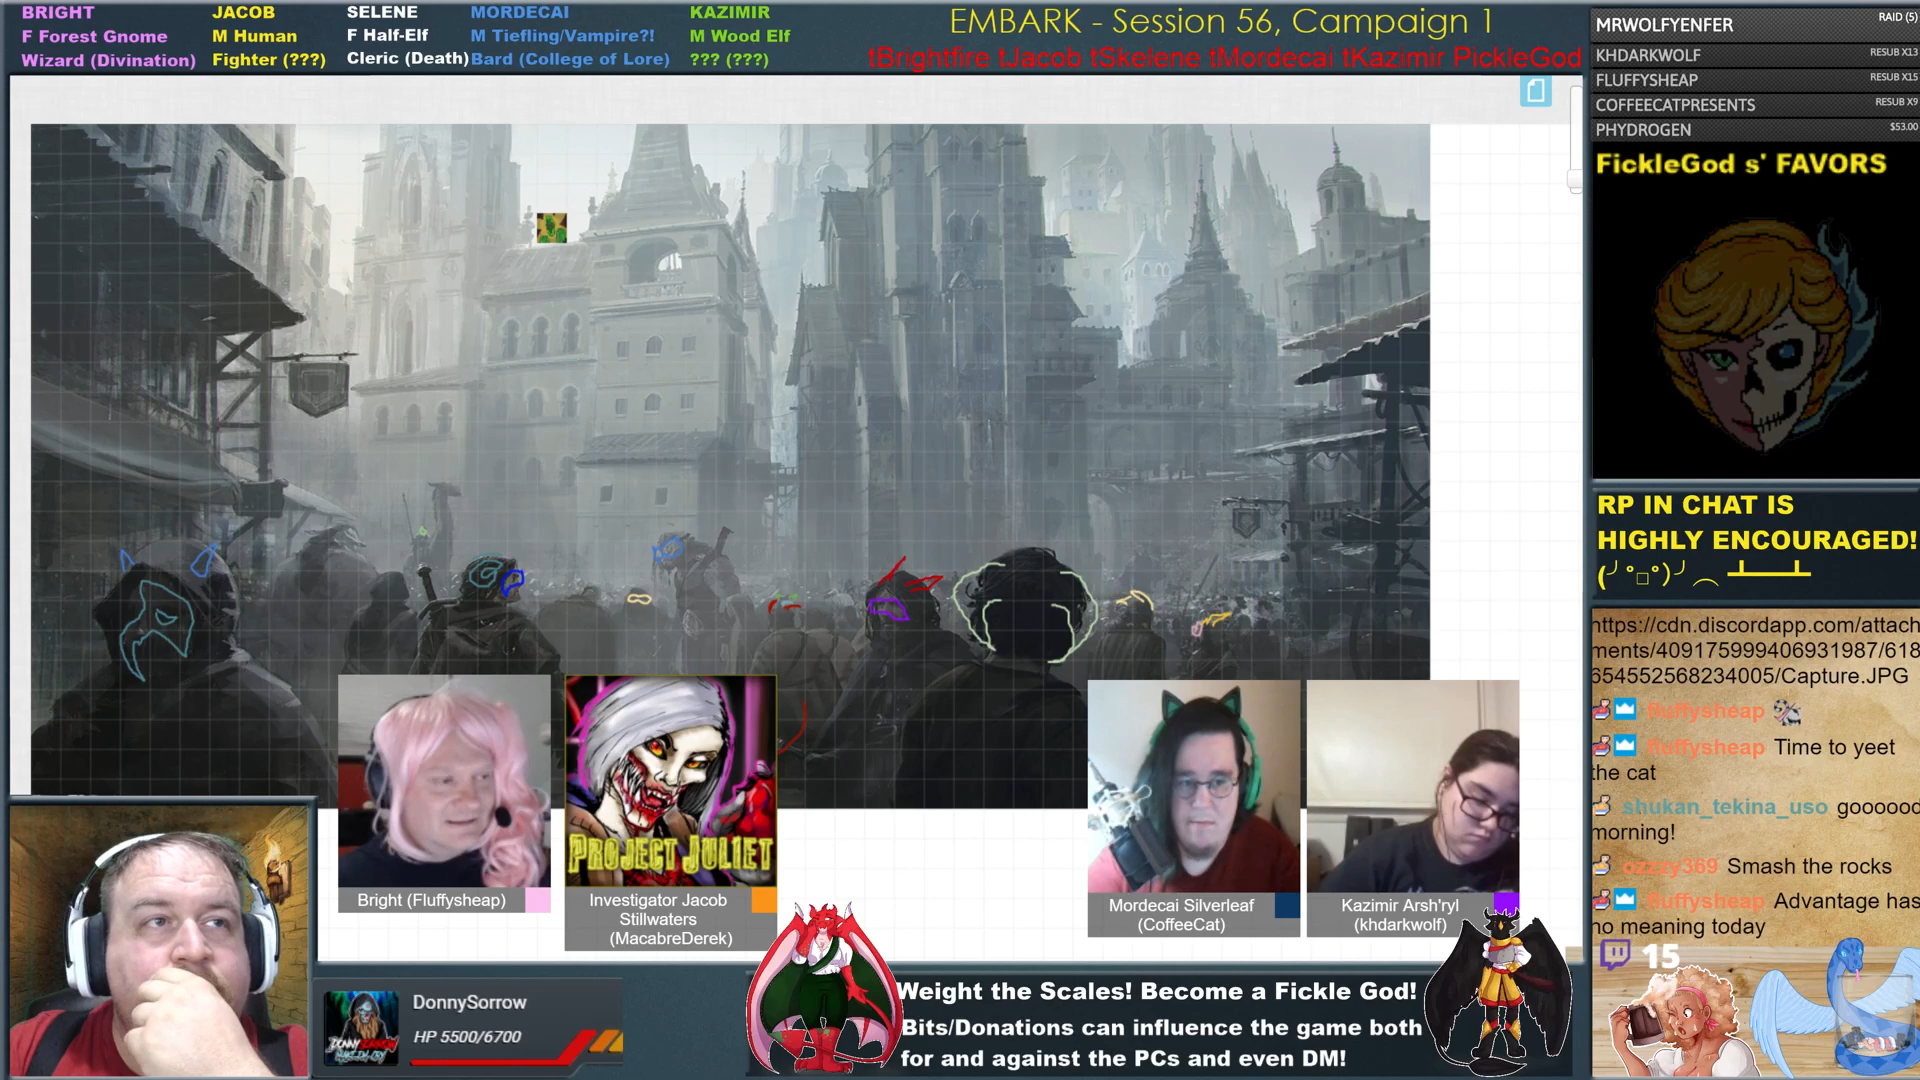 BRIGHT
F Forest Gnome
Wizard (Divination)
JACOB
M Human
Fighter (???)
SELENE
F Half-Elf
Cleric (Death)
MORDECAI
M Tiefling/Vampire?!
Bard (College of Lore)
KAZIMIR
M Wood Elf
??? (???)
EMBARK - Session 56, Campaign 1
tBrightfire tJacob tSkelene tMordecai tKazimir PickleGod
MRWOLFYENFER RAID (5)
KHDARKWOLF RESUB X13
FLUFFYSHEAP RESUB X15
COFFEECATPRESENTS RESUB X9
PHYDROGEN $53.00
FickleGod s' FAVORS
RP IN CHAT IS
HIGHLY ENCOURAGED!
(╯°□°)╯︵ ┻━┻
https://cdn.discordapp.com/attach
ments/409175999406931987/618
654552568234005/Capture.JPG
fluffysheap
fluffysheap Time to yeet
the cat
shukan_tekina_uso goooood
morning!
ozzzy369 Smash the rocks
fluffysheap Advantage has
no meaning today
15
PROJECT JULIET
Bright (Fluffysheap)
Investigator Jacob
Stillwaters
(MacabreDerek)
Mordecai Silverleaf
(CoffeeCat)
Kazimir Arsh'ryl
(khdarkwolf)
DonnySorrow
HP 5500/6700
Weight the Scales! Become a Fickle God!
Bits/Donations can influence the game both
for and against the PCs and even DM!